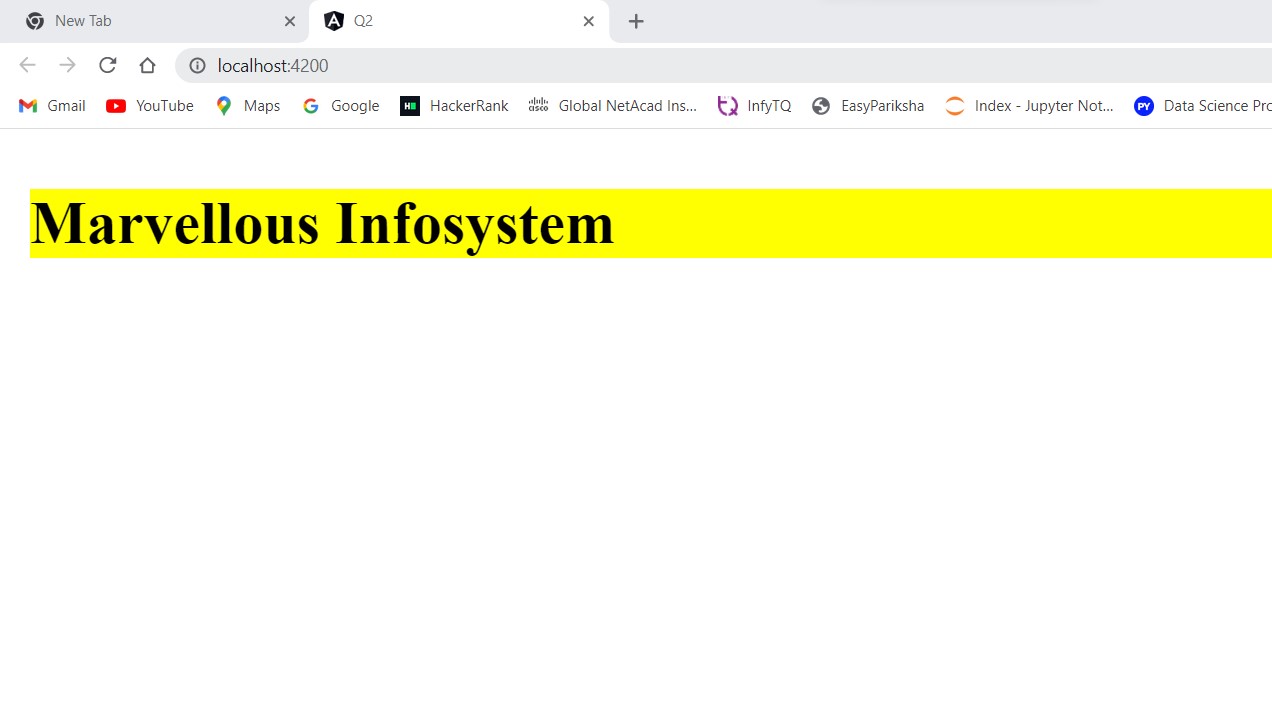 New Tab
Q2
localhost:4200
Gmail YouTube Maps Google HackerRank Global NetAcad Ins... InfyTQ EasyPariksha Index - Jupyter Not... Data Science Pro
Marvellous Infosystem